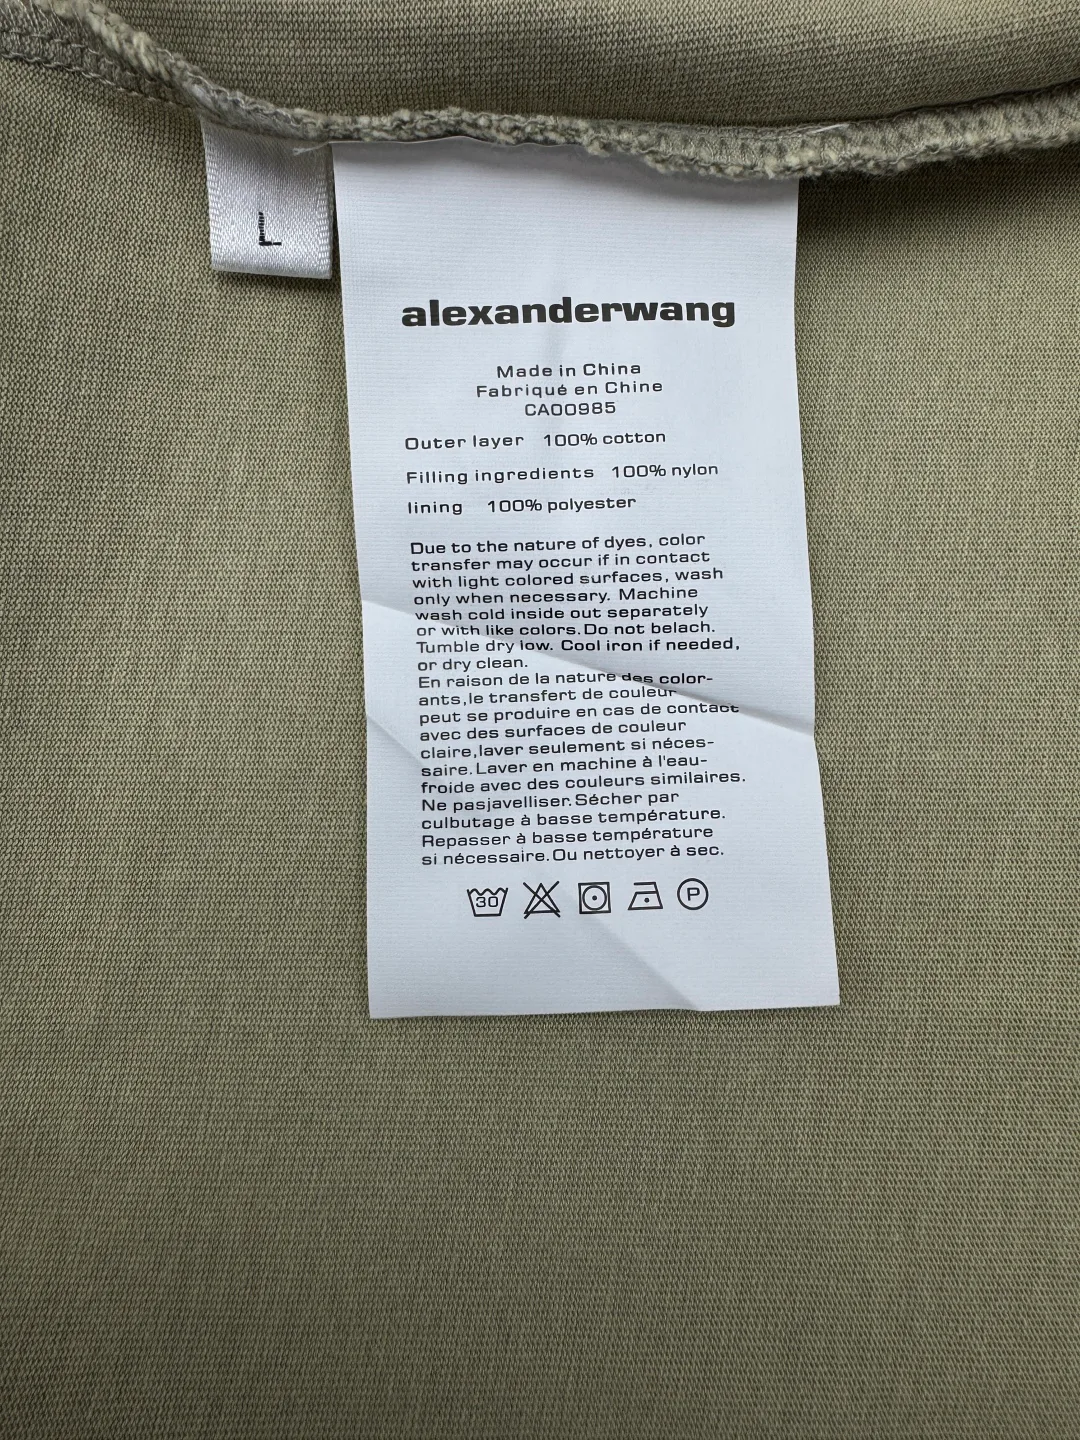 L
alexanderwang
Made in China
Fabriqué en Chine
CA00985
Outer layer 100% cotton
Filling ingredients 100% nylon
lining 100% polyester
Due to the nature of dyes, color
transfer may occur if in contact
with light colored surfaces, wash
only when necessary. Machine
wash cold inside out separately
or with like colors.Do not belach.
Tumble dry low. Cool iron if needed,
or dry clean.
En raison de la nature des color-
ants,le transfert de couleur
peut se produire en cas de contact
avec des surfaces de couleur
claire,laver seulement si néces-
saire.Laver en machine à l'eau-
froide avec des couleurs similaires.
Ne pasjavelliser.Sécher par
culbutage à basse température.
Repasser à basse température
si nécessaire.Ou nettoyer à sec.
30 P